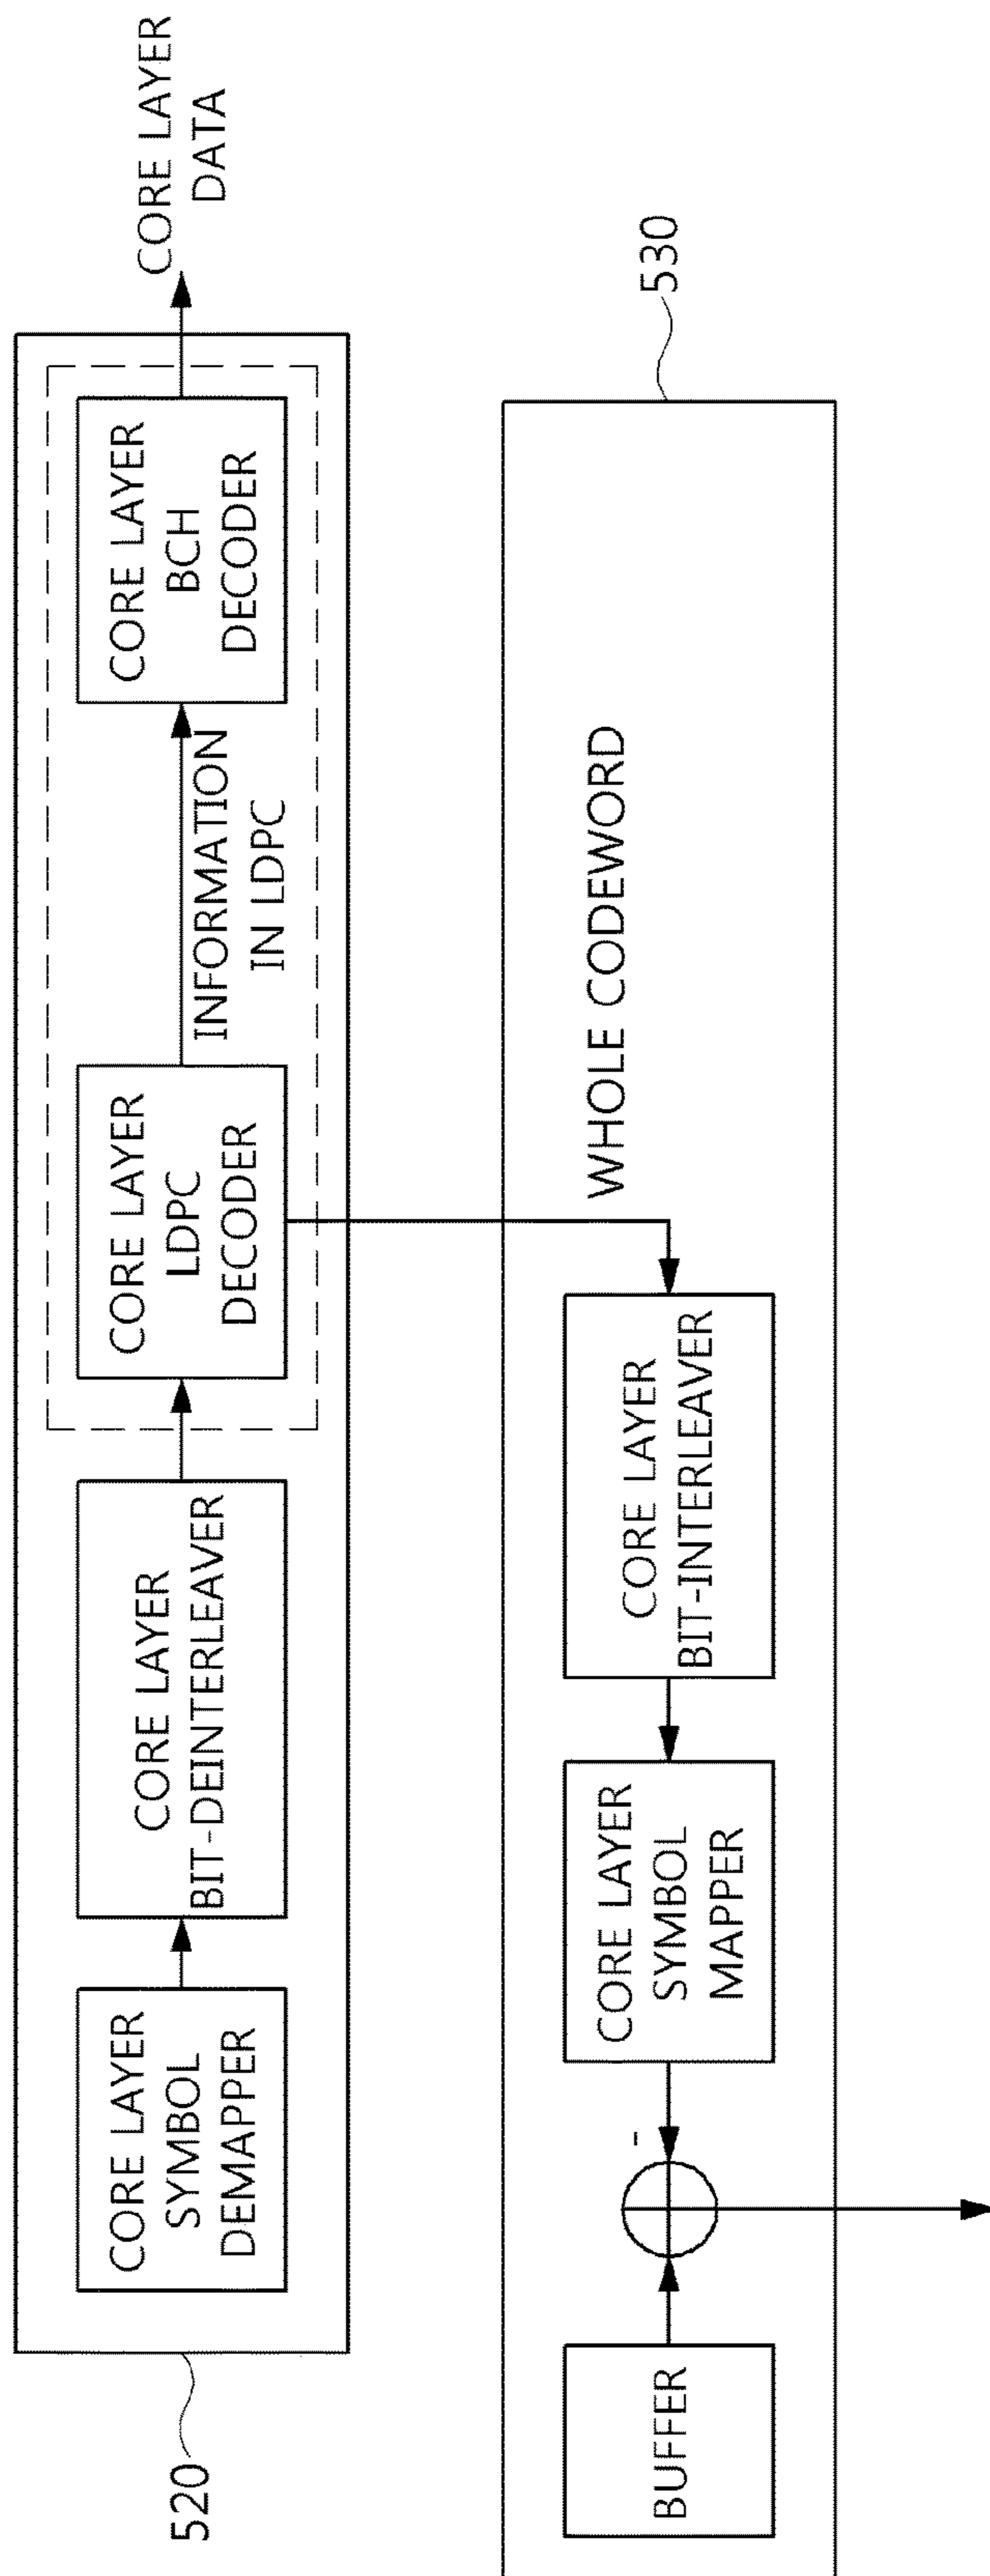 520
CORE LAYER
SYMBOL
DEMAPPER
CORE LAYER
BIT-DEINTERLEAVER
CORE LAYER
LDPC
DECODER
INFORMATION
IN LDPC
CORE LAYER
BCH
DECODER
CORE LAYER
DATA
530
BUFFER
-
CORE LAYER
SYMBOL
MAPPER
CORE LAYER
BIT-INTERLEAVER
WHOLE CODEWORD